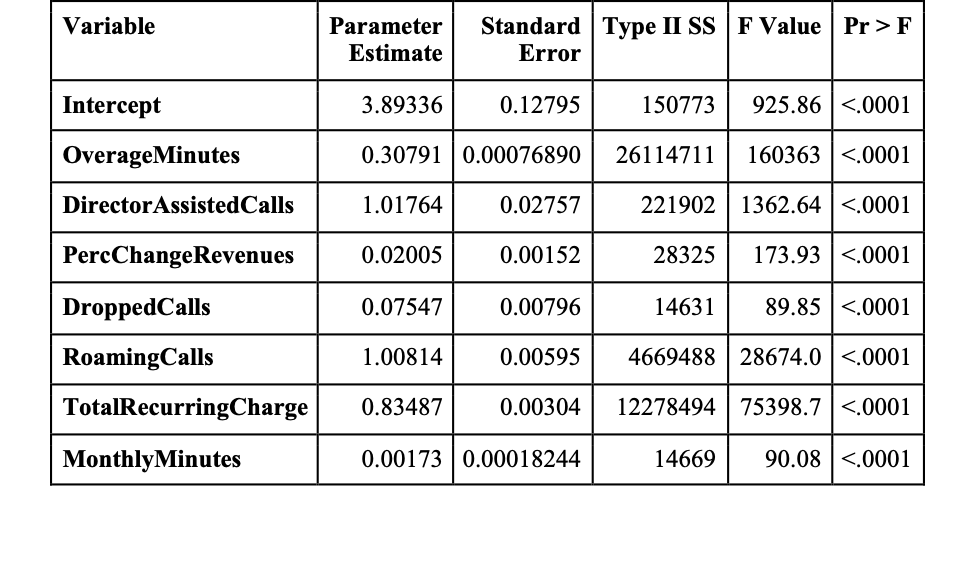 Variable Parameter Estimate Standard Error Type II SS F Value Pr > F
Intercept 3.89336 0.12795 150773 925.86 <.0001
OverageMinutes 0.30791 0.00076890 26114711 160363 <.0001
DirectorAssistedCalls 1.01764 0.02757 221902 1362.64 <.0001
PercChangeRevenues 0.02005 0.00152 28325 173.93 <.0001
DroppedCalls 0.07547 0.00796 14631 89.85 <.0001
RoamingCalls 1.00814 0.00595 4669488 28674.0 <.0001
TotalRecurringCharge 0.83487 0.00304 12278494 75398.7 <.0001
MonthlyMinutes 0.00173 0.00018244 14669 90.08 <.0001